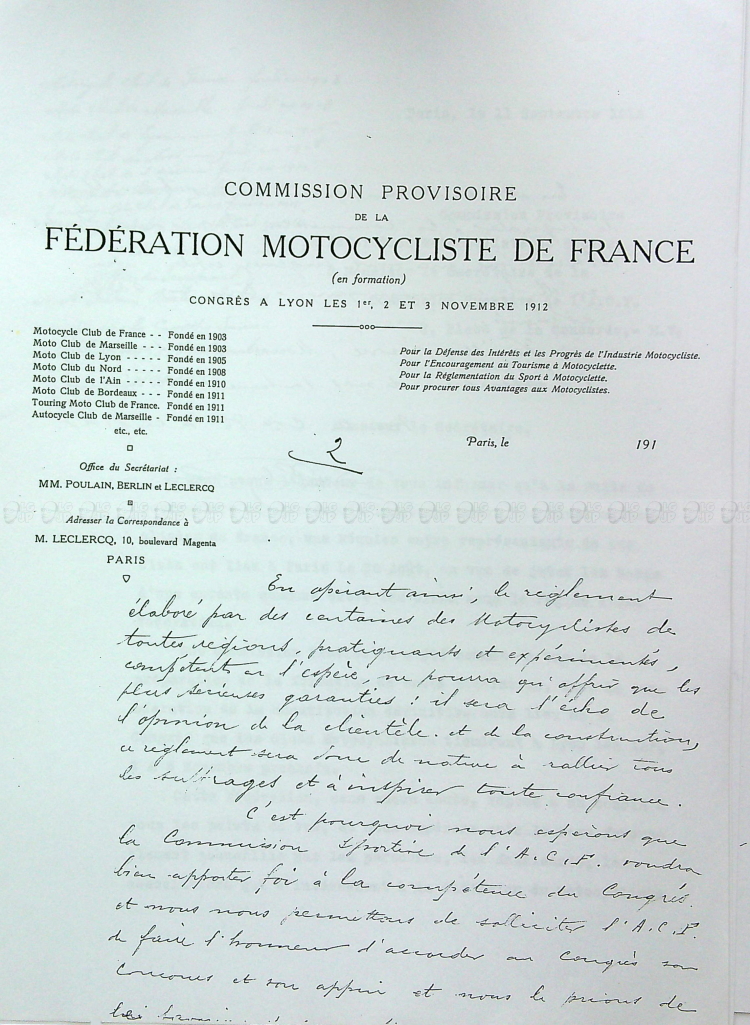 COMMISSION PROVISOIRE
DE LA
FÉDÉRATION MOTOCYCLISTE DE FRANCE
(en formation)
CONGRÈS A LYON LES 1er, 2 ET 3 NOVEMBRE 1912
Motocycle Club de France - - Fondé en 1903
Moto Club de Marseille - - - Fondé en 1903
Moto Club de Lyon - - - - - Fondé en 1905
Moto Club du Nord - - - - - Fondé en 1908
Moto Club de l'Ain - - - - - Fondé en 1910
Moto Club de Bordeaux - - - Fondé en 1911
Touring Moto Club de France. Fondé en 1911
Autocycle Club de Marseille - Fondé en 1911
etc., etc.
Pour la Défense des Intérêts et les Progrès de l'Industrie Motocycliste.
Pour l'Encouragement au Tourisme à Motocyclette.
Pour la Réglementation du Sport à Motocyclette.
Pour procurer tous Avantages aux Motocyclistes.
2
Paris, le 191
Office du Secrétariat :
MM. POULAIN, BERLIN et LECLERCQ
Adresser la Correspondance à
M. LECLERCQ, 10, boulevard Magenta
PARIS
En opérant ainsi, le règlement
élaboré par des centaines des Motocyclistes de
toutes régions, pratiquants et expérimentés,
compétents en l'espèce, ne pourra qu'offrir que les
plus sérieuses garanties : il sera l'écho de
l'opinion de la clientèle et de la construction,
ce règlement sera donc de nature à rallier tous
les suffrages et à inspirer toute confiance.
C'est pourquoi nous espérons que
la Commission Sportive de l'A.C.F. voudra
bien apporter foi à la compétence du Congrès.
et nous nous permettons de solliciter l'A.C.F.
de faire l'honneur d'accorder au Congrès son
concours et son appui et nous le prions de